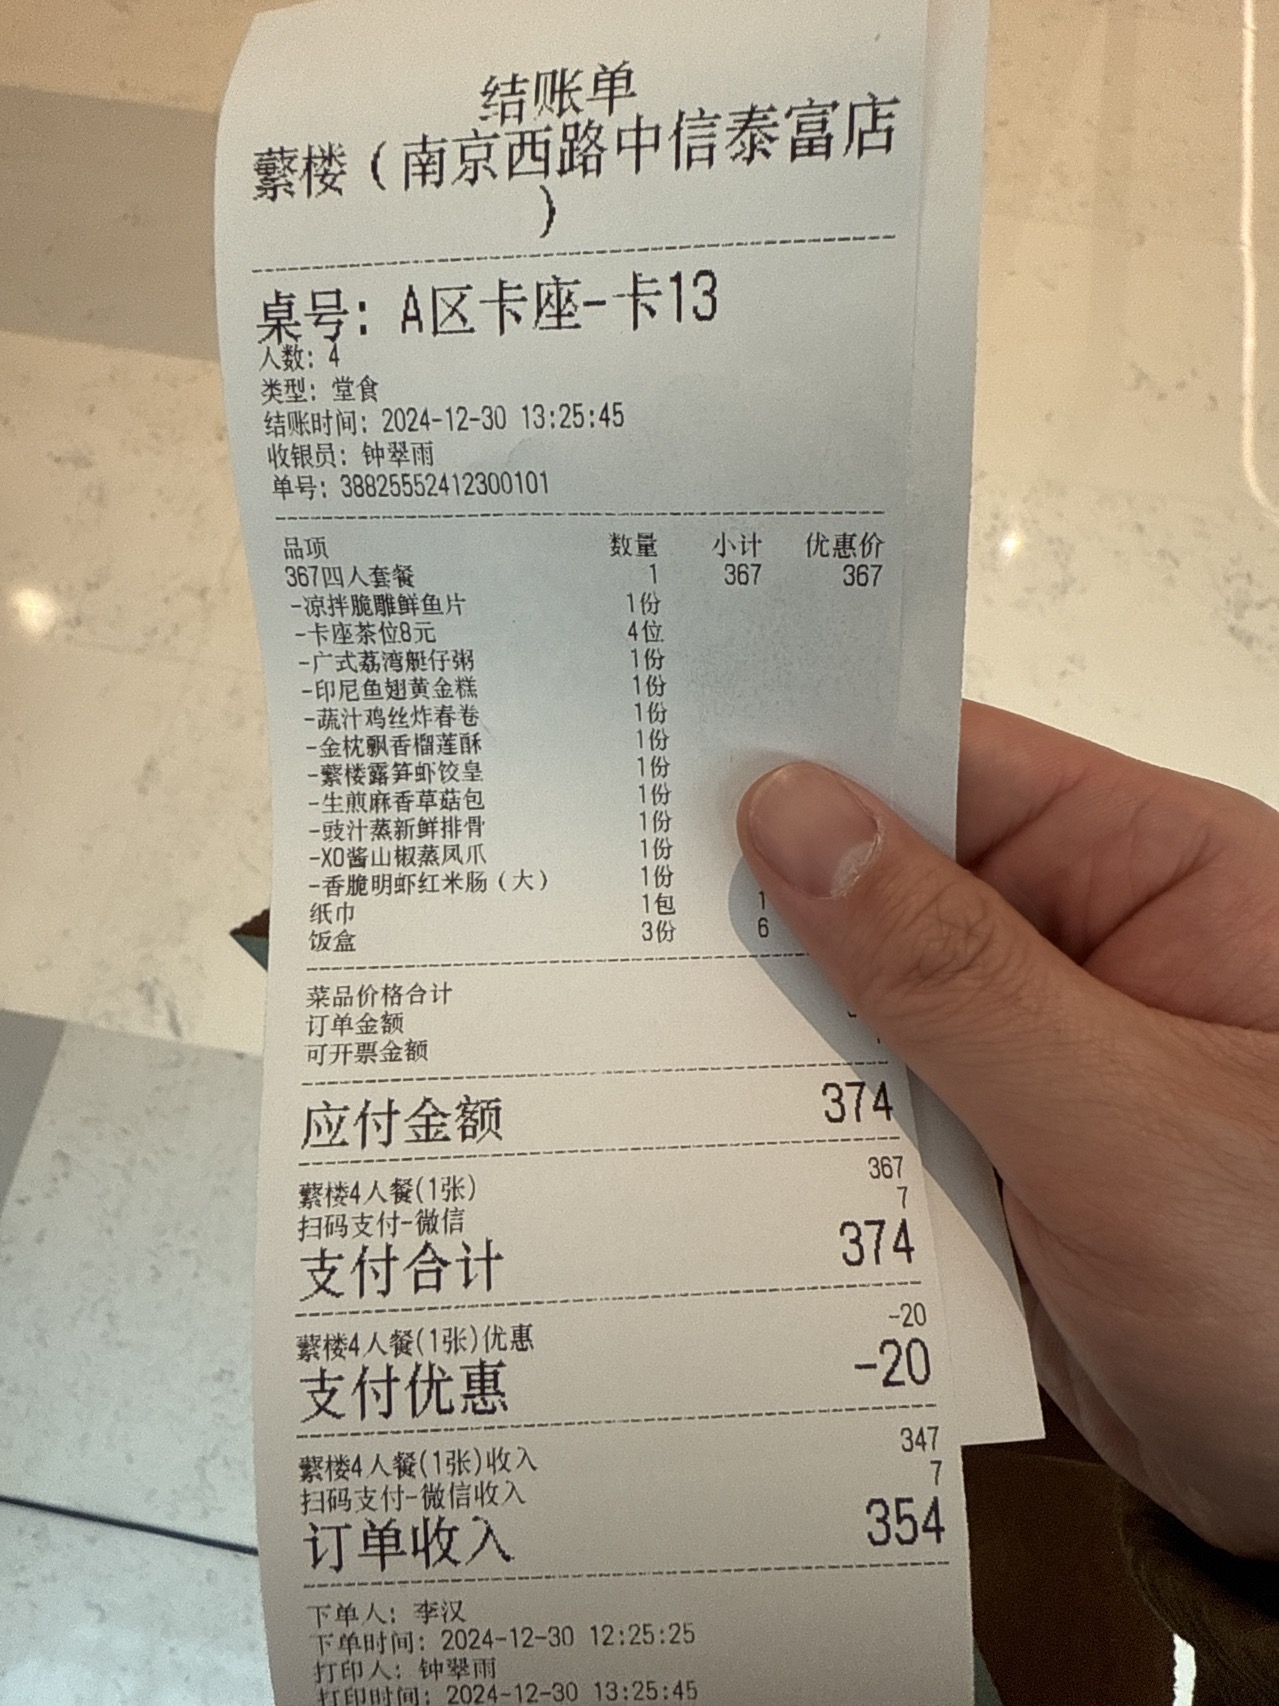 结账单
蘩楼（南京西路中信泰富店
）
桌号：A区卡座-卡13
人数：4
类型：堂食
结账时间：2024-12-30 13:25:45
收银员：钟翠雨
单号：38825552412300101
品项 数量 小计 优惠价
367四人套餐 1 367 367
-凉拌脆雕鲜鱼片 1份
-卡座茶位8元 4位
-广式荔湾艇仔粥 1份
-印尼鱼翅黄金糕 1份
-蔬汁鸡丝炸春卷 1份
-金枕飘香榴莲酥 1份
-蘩楼露笋虾饺皇 1份
-生煎麻香草菇包 1份
-豉汁蒸新鲜排骨 1份
-XO酱山椒蒸凤爪 1份
-香脆明虾红米肠（大） 1份
纸巾 1包 1
饭盒 3份 6
菜品价格合计
订单金额
可开票金额
应付金额 374
蘩楼4人餐(1张) 367
扫码支付-微信 7
支付合计 374
蘩楼4人餐(1张)优惠 -20
支付优惠 -20
蘩楼4人餐(1张)收入 347
扫码支付-微信收入 7
订单收入 354
下单人：李汉
下单时间：2024-12-30 12:25:25
打印人：钟翠雨
打印时间：2024-12-30 13:25:45